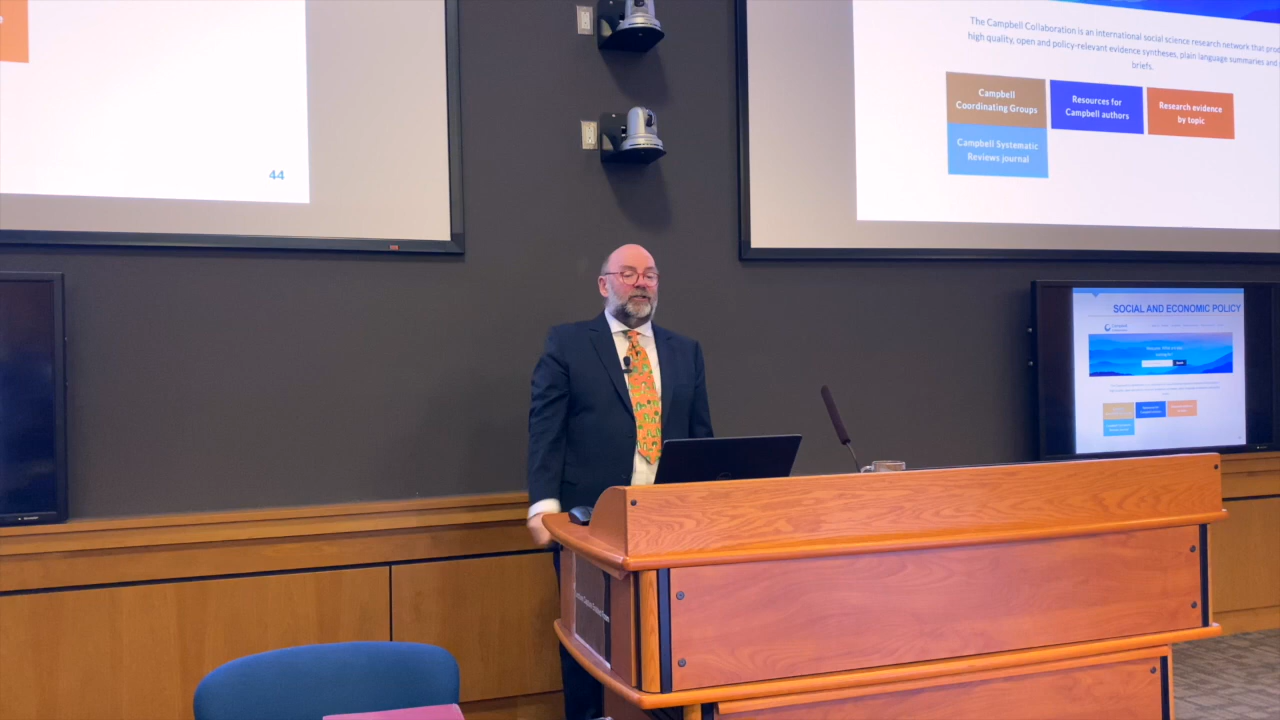 44
The Campbell Collaboration is an international social science research network that prod
high quality, open and policy-relevant evidence syntheses, plain language summaries and
briefs.
Campbell
Coordinating Groups
Resources for
Campbell authors
Research evidence
by topic
Campbell Systematic
Reviews journal
SOCIAL AND ECONOMIC POLICY